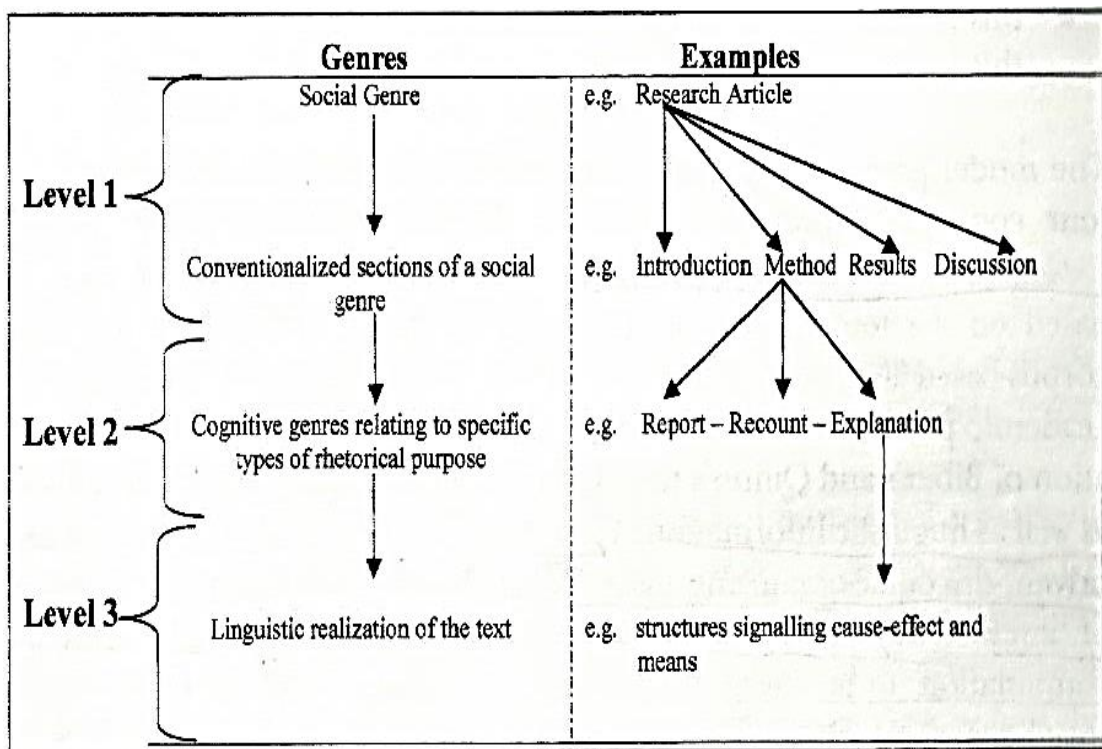 Genres Examples
Social Genre e.g. Research Article
Level 1
Conventionalized sections of a social e.g. Introduction Method Results Discussion
genre
Level 2
Cognitive genres relating to specific e.g. Report – Recount – Explanation
types of rhetorical purpose
Level 3
Linguistic realization of the text e.g. structures signalling cause-effect and
means